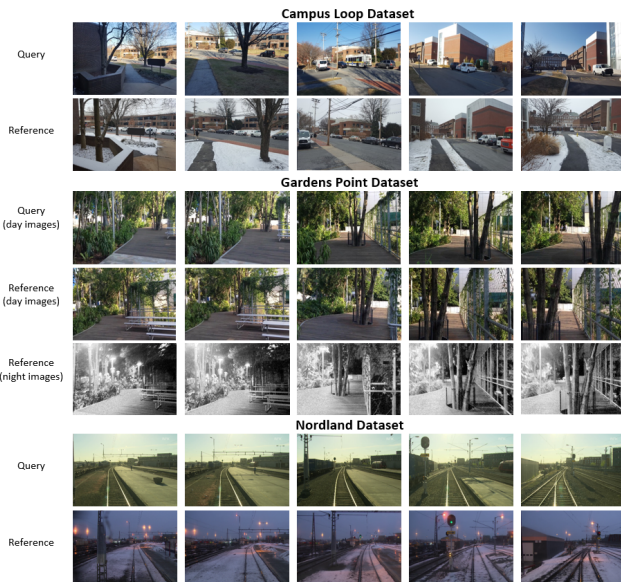 Campus Loop Dataset
Query
Reference
Gardens Point Dataset
Query
(day images)
Reference
(day images)
Reference
(night images)
Nordland Dataset
Query
Reference